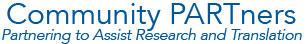 Community PARTners
Partnering to Assist Research and Translation